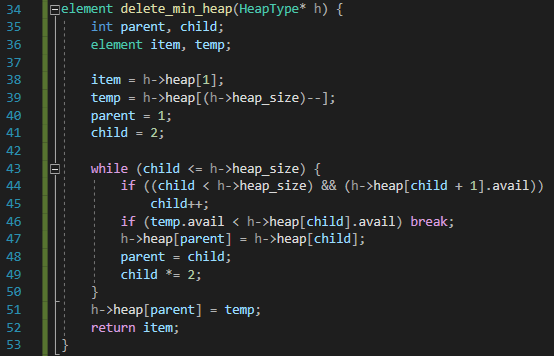 34 element delete_min_heap(HeapType* h) {
35     int parent, child;
36     element item, temp;
37
38     item = h->heap[1];
39     temp = h->heap[(h->heap_size)--];
40     parent = 1;
41     child = 2;
42
43     while (child <= h->heap_size) {
44         if ((child < h->heap_size) && (h->heap[child + 1].avail))
45             child++;
46         if (temp.avail < h->heap[child].avail) break;
47         h->heap[parent] = h->heap[child];
48         parent = child;
49         child *= 2;
50     }
51     h->heap[parent] = temp;
52     return item;
53 }